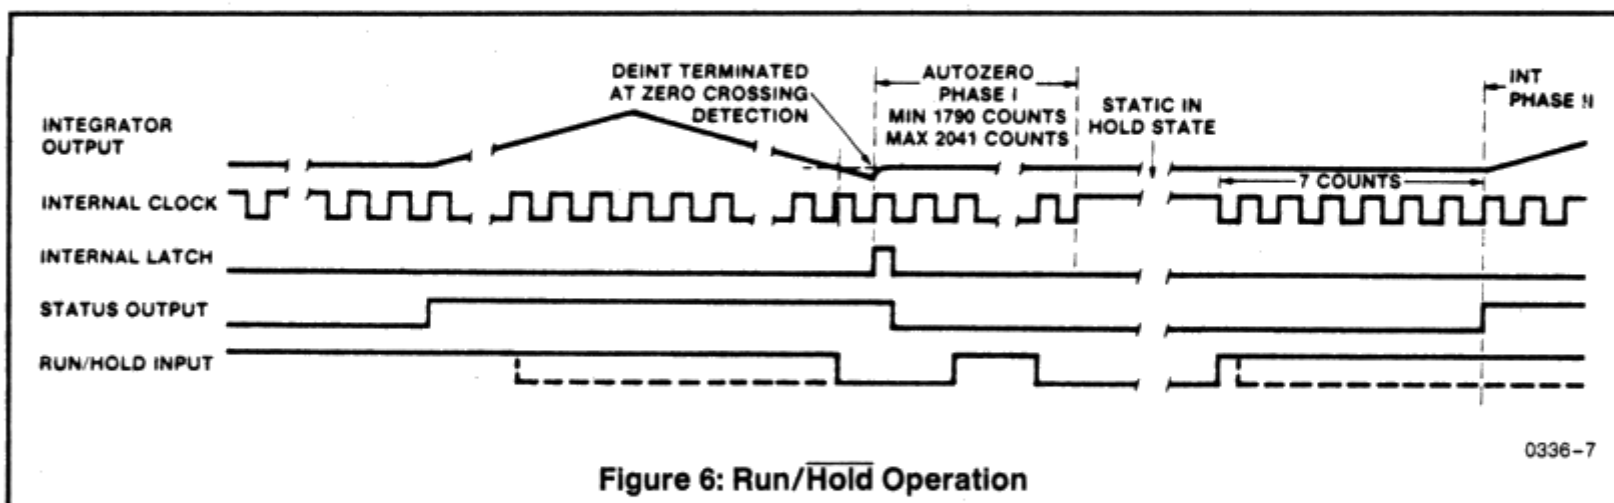 DEINT TERMINATED
AT ZERO CROSSING
DETECTION
AUTOZERO
PHASE I
MIN 1790 COUNTS
MAX 2041 COUNTS
STATIC IN
HOLD STATE
INT
PHASE II
INTEGRATOR
OUTPUT
7 COUNTS
INTERNAL CLOCK
INTERNAL LATCH
STATUS OUTPUT
RUN/HOLD INPUT
0336-7
Figure 6: Run/Hold Operation